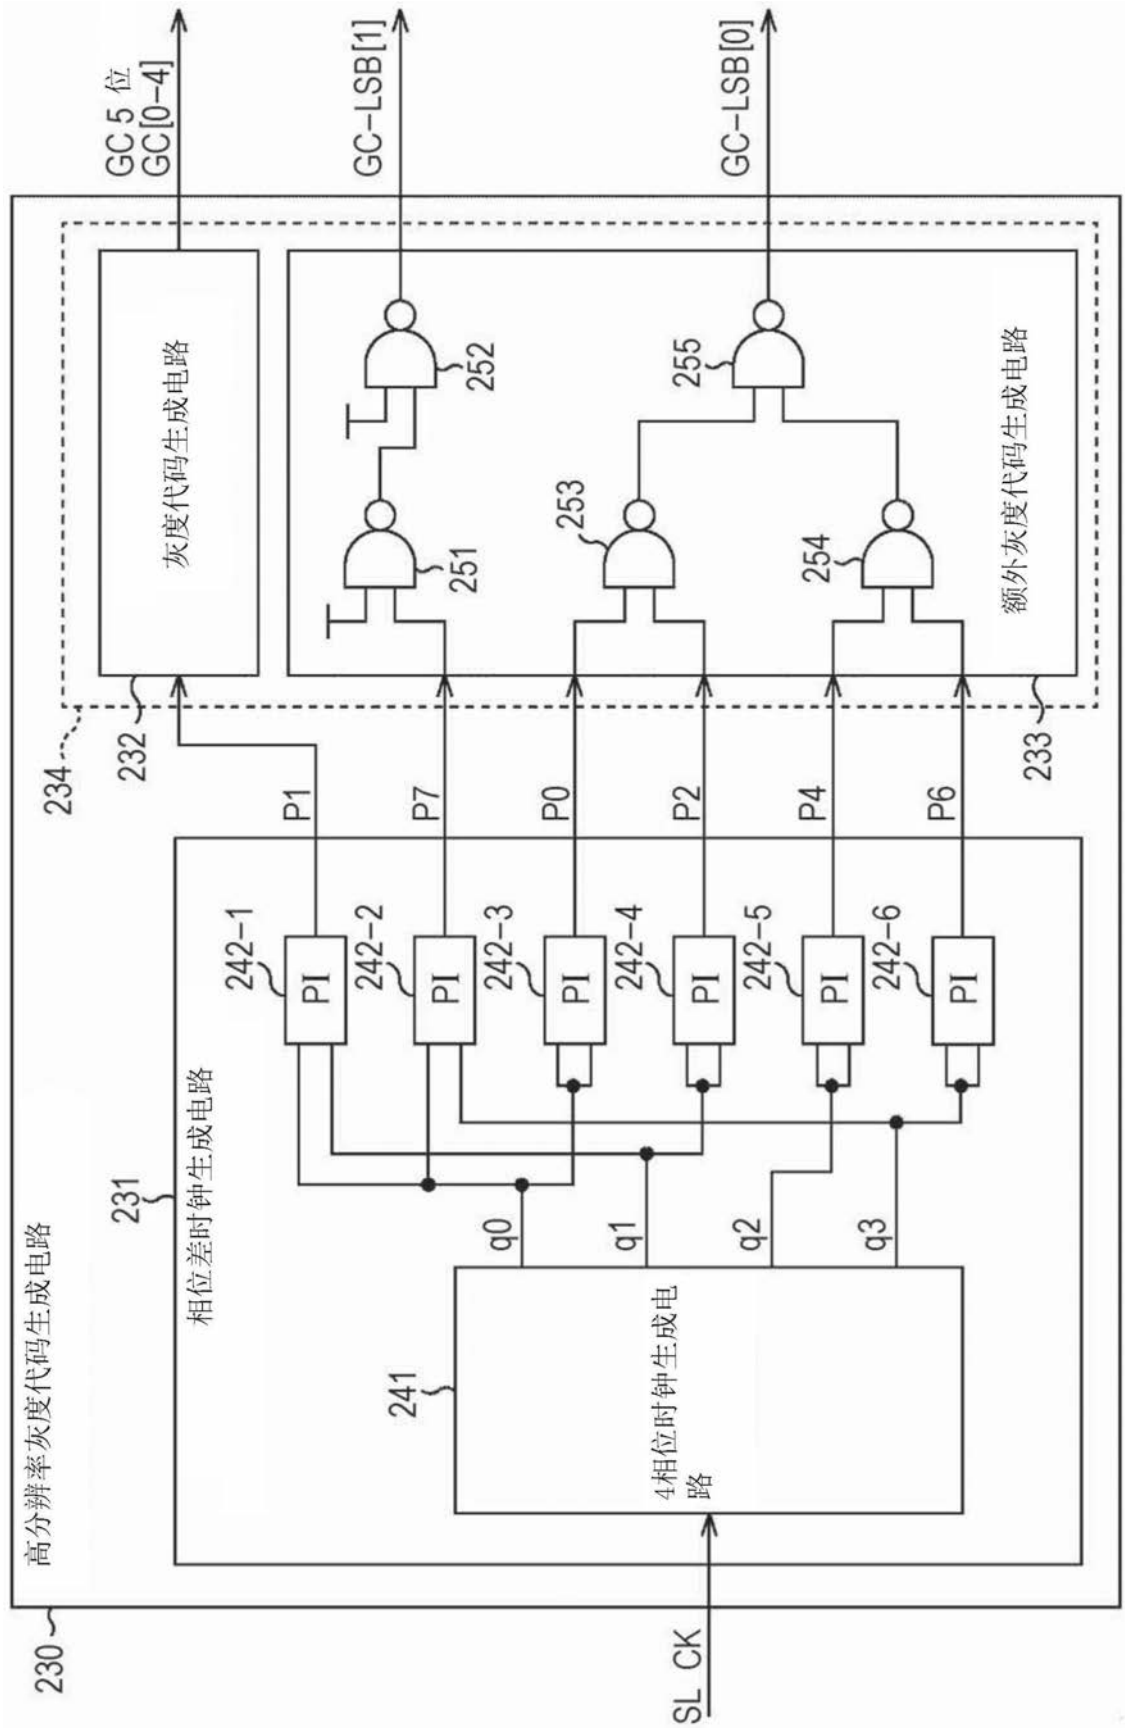 230
高分辨率灰度代码生成电路
SL CK
231
相位差时钟生成电路
241
4相位时钟生成电
路
q0
q1
q2
q3
242-1
PI
242-2
PI
242-3
PI
242-4
PI
242-5
PI
242-6
PI
P1
P7
P0
P2
P4
P6
234
232
灰度代码生成电路
233
额外灰度代码生成电路
251
252
253
254
255
GC 5 位
GC[0-4]
GC-LSB[1]
GC-LSB[0]